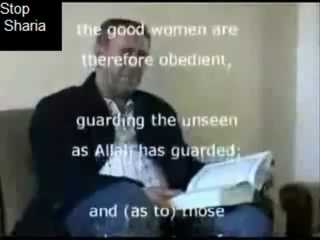 Stop
Sharia
the good women are
therefore obedient,
guarding the unseen
as Allah has guarded;
and (as to) those